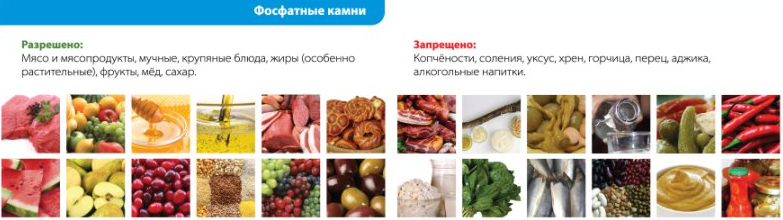 Фосфатные камни
Разрешено:
Мясо и мясопродукты, мучные, крупяные блюда, жиры (особенно
растительные), фрукты, мёд, сахар.
Запрещено:
Копчёности, соления, уксус, хрен, горчица, перец, аджика,
алкогольные напитки.